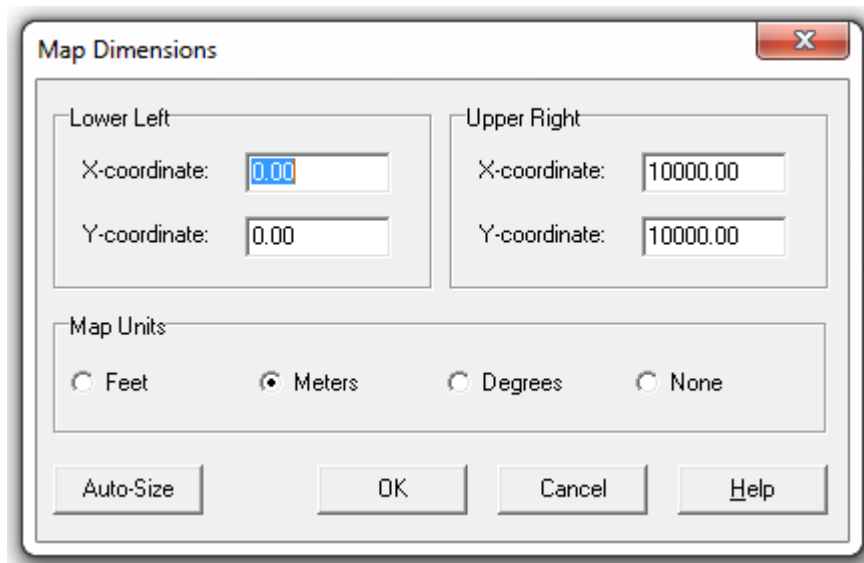 Map Dimensions
Lower Left
X-coordinate: 0.00
Y-coordinate: 0.00
Upper Right
X-coordinate: 10000.00
Y-coordinate: 10000.00
Map Units
Feet Meters Degrees None
Auto-Size OK Cancel Help